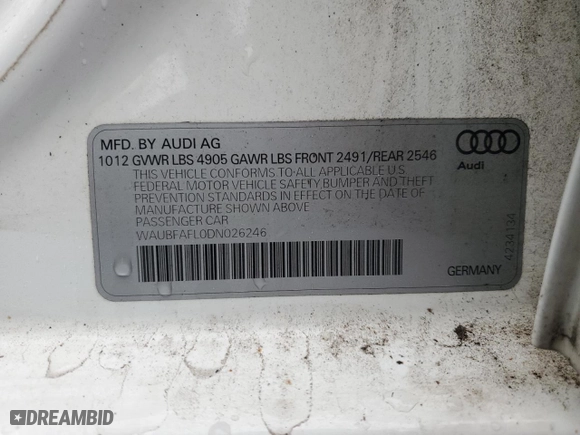 MFD. BY AUDI AG
1012 GVWR LBS 4905 GAWR LBS FRONT 2491/REAR 2546
THIS VEHICLE CONFORMS TO ALL APPLICABLE U.S
FEDERAL MOTOR VEHICLE SAFETY BUMPER AND THEFT
PREVENTION STANDARDS IN EFFECT ON THE DATE OF
MANUFACTURE SHOWN ABOVE
PASSENGER CAR
WAUBFAFL0DN026246
Audi
4234134
GERMANY
DREAMBID